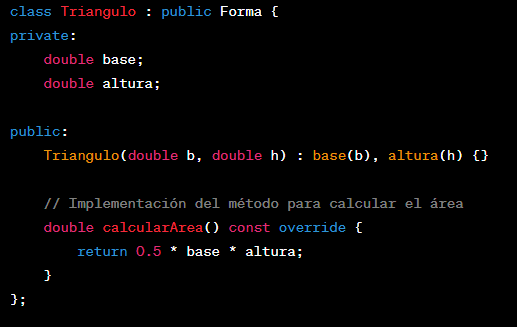 class Triangulo : public Forma {
private:
    double base;
    double altura;

public:
    Triangulo(double b, double h) : base(b), altura(h) {}

    // Implementación del método para calcular el área
    double calcularArea() const override {
        return 0.5 * base * altura;
    }
};